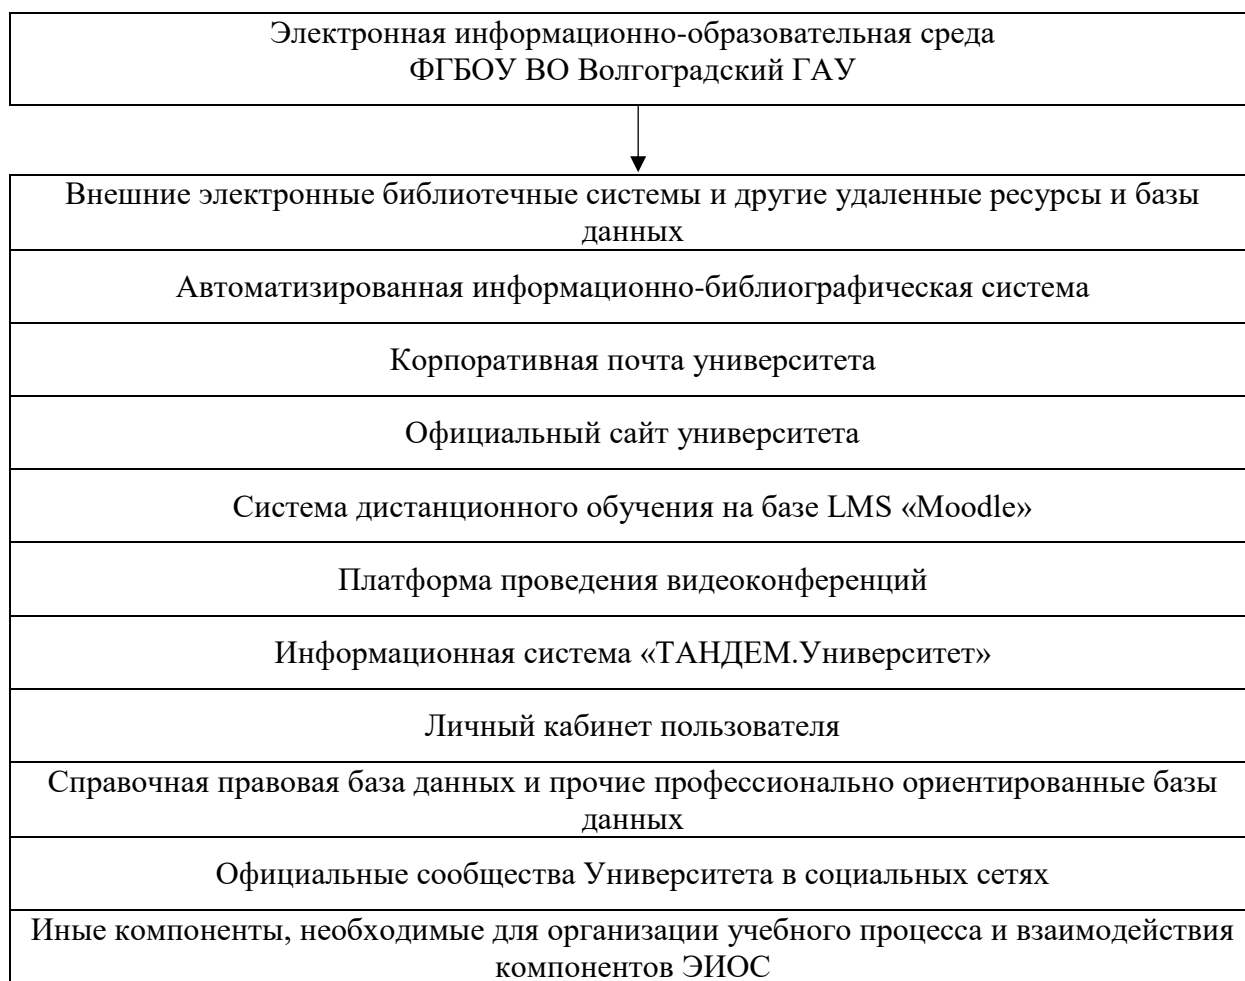 Электронная информационно-образовательная среда
ФГБОУ ВО Волгоградский ГАУ
Внешние электронные библиотечные системы и другие удаленные ресурсы и базы
данных
Автоматизированная информационно-библиографическая система
Корпоративная почта университета
Официальный сайт университета
Система дистанционного обучения на базе LMS «Moodle»
Платформа проведения видеоконференций
Информационная система «ТАНДЕМ.Университет»
Личный кабинет пользователя
Справочная правовая база данных и прочие профессионально ориентированные базы
данных
Официальные сообщества Университета в социальных сетях
Иные компоненты, необходимые для организации учебного процесса и взаимодействия
компонентов ЭИОС